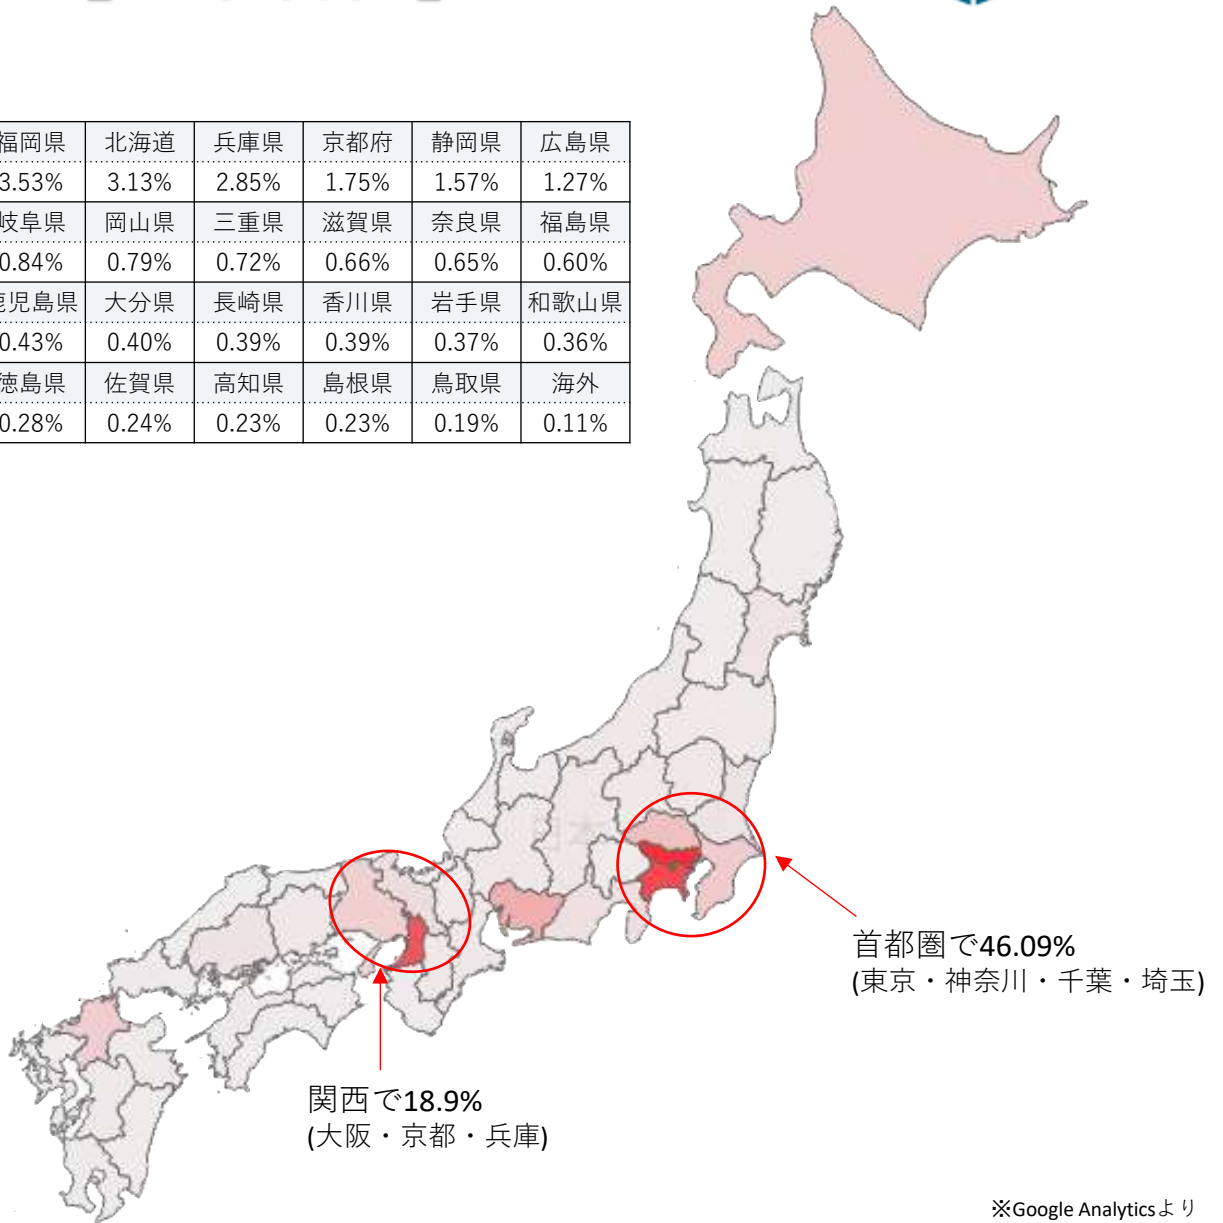 福岡県 北海道 兵庫県 京都府 静岡県 広島県
3.53% 3.13% 2.85% 1.75% 1.57% 1.27%
岐阜県 岡山県 三重県 滋賀県 奈良県 福島県
0.84% 0.79% 0.72% 0.66% 0.65% 0.60%
鹿児島県 大分県 長崎県 香川県 岩手県 和歌山県
0.43% 0.40% 0.39% 0.39% 0.37% 0.36%
徳島県 佐賀県 高知県 島根県 鳥取県 海外
0.28% 0.24% 0.23% 0.23% 0.19% 0.11%
首都圏で46.09%
(東京・神奈川・千葉・埼玉)
関西で18.9%
(大阪・京都・兵庫)
※Google Analyticsより